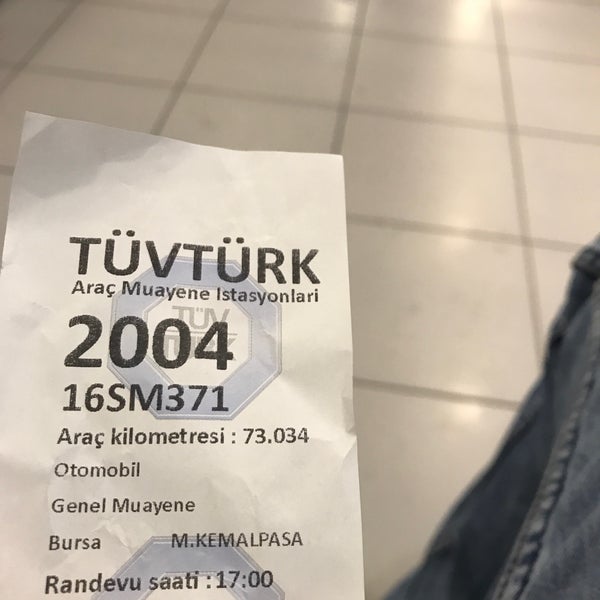 TÜVTÜRK
Araç Muayene Istasyonlari
2004
16SM371
Araç kilometresi : 73.034
Otomobil
Genel Muayene
Bursa M.KEMALPASA
Randevu saati : 17:00
TÜV